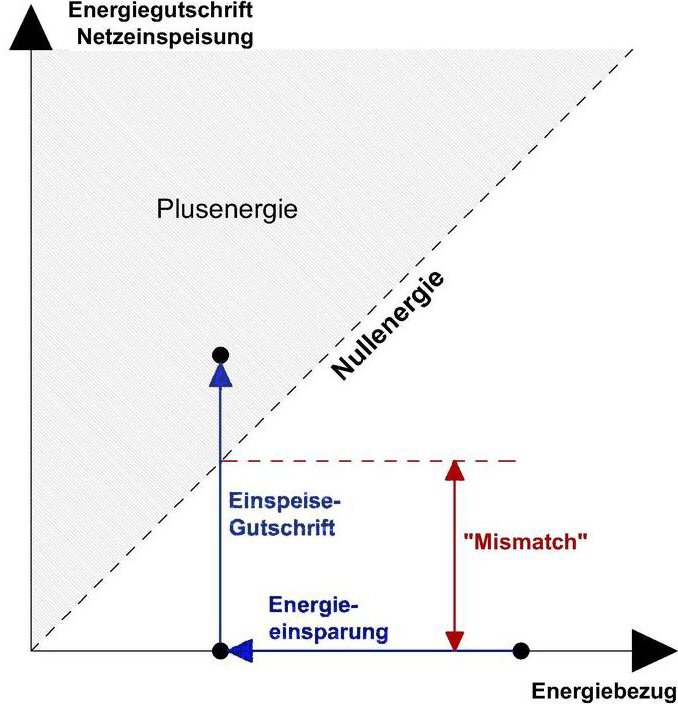 Energiegutschrift
Netzeinspeisung
Plusenergie
Nullenergie
Einspeise-
Gutschrift
"Mismatch"
Energie-
einsparung
Energiebezug